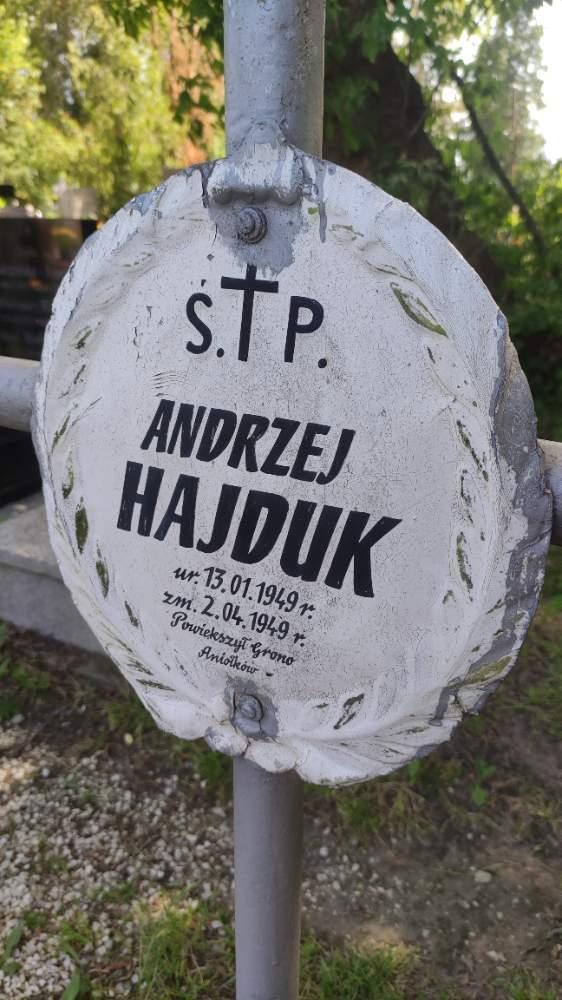 Ś.†P.
ANDRZEJ
HAJDUK
ur. 13.01.1949 r.
zm. 2.04.1949 r.
Powiekszył Grono
Aniołków